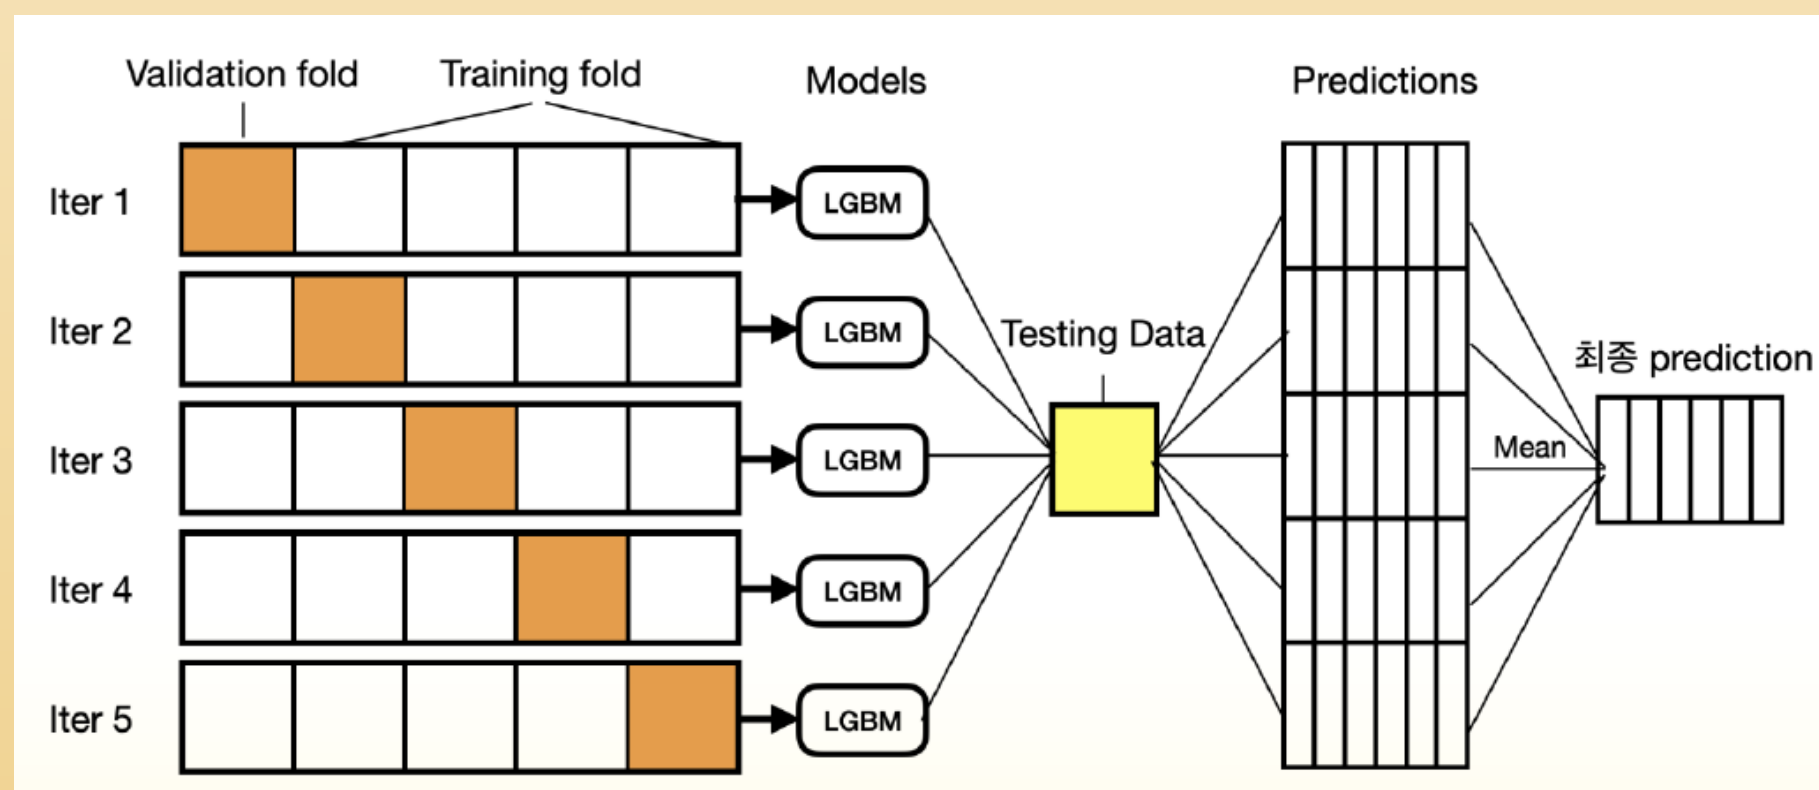 Validation fold
Training fold
Models
Predictions
Iter 1
LGBM
Iter 2
LGBM
Testing Data
최종 prediction
Iter 3
LGBM
Mean
Iter 4
LGBM
Iter 5
LGBM